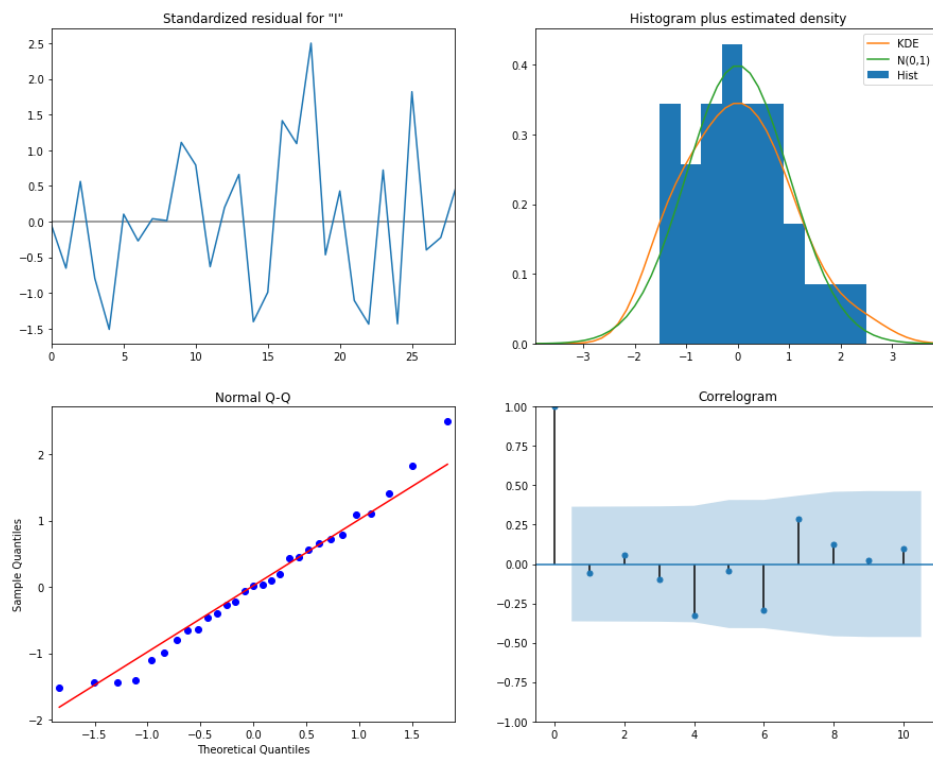 Standardized residual for "I"
2.5
2.0
1.5
1.0
0.5
0.0
−0.5
−1.0
−1.5
0 5 10 15 20 25
Histogram plus estimated density
KDE
N(0,1)
Hist
0.4
0.3
0.2
0.1
0.0
−3 −2 −1 0 1 2 3
Normal Q-Q
Sample Quantiles
2
1
0
−1
−2
−1.5 −1.0 −0.5 0.0 0.5 1.0 1.5
Theoretical Quantiles
Correlogram
1.00
0.75
0.50
0.25
0.00
−0.25
−0.50
−0.75
−1.00
0 2 4 6 8 10